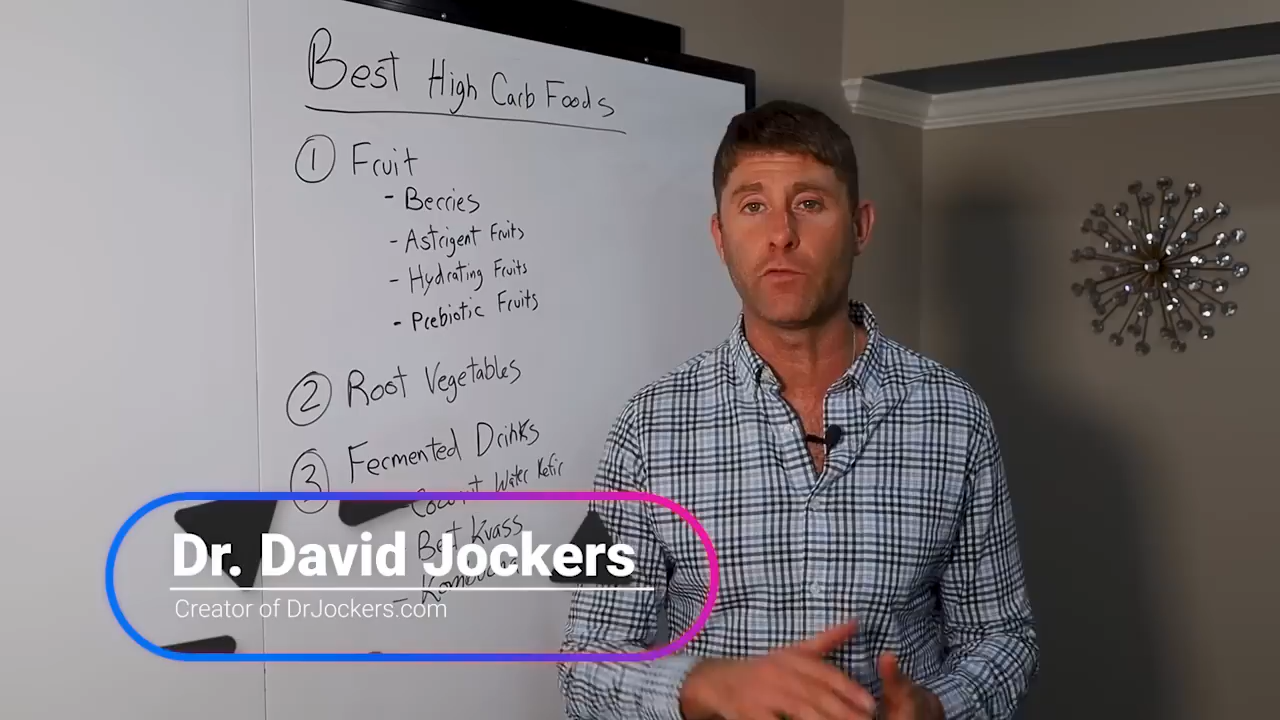 Best High Carb Foods
① Fruit
- Berries
- Astrigent Fruits
- Hydrating Fruits
- Prebiotic Fruits
② Root Vegetables
③ Fermented Drinks
Coconut Water Kefir
Beet Kvass
Dr. David Jockers
Creator of DrJockers.com